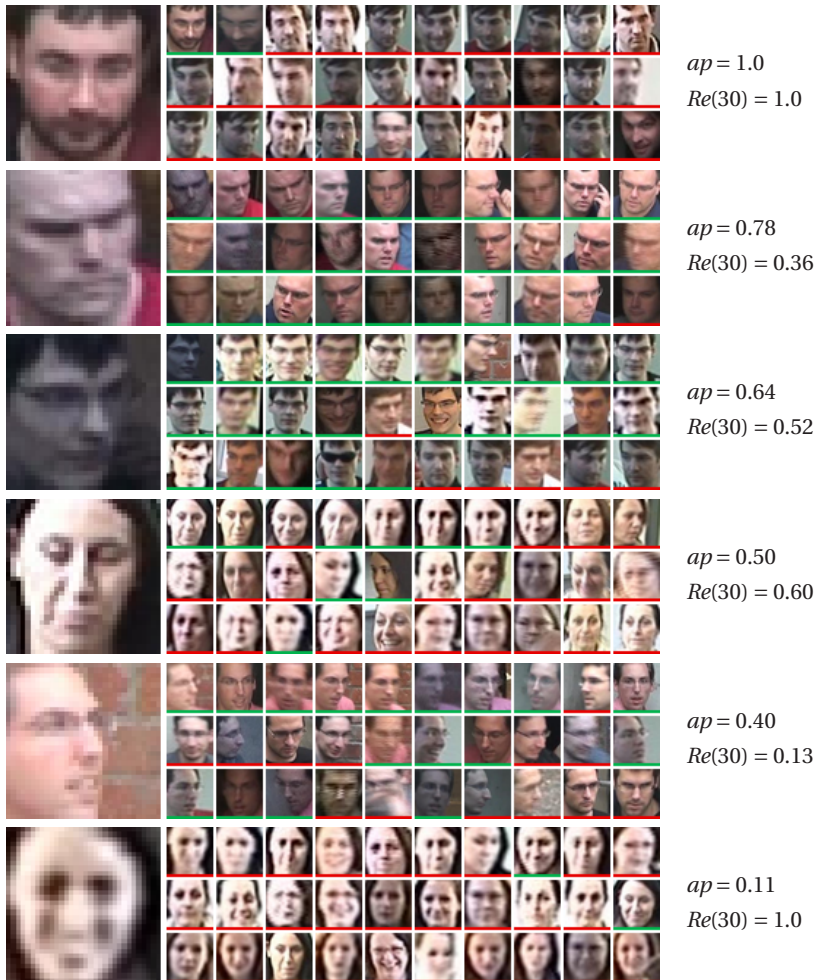 ap = 1.0
Re(30) = 1.0
ap = 0.78
Re(30) = 0.36
ap = 0.64
Re(30) = 0.52
ap = 0.50
Re(30) = 0.60
ap = 0.40
Re(30) = 0.13
ap = 0.11
Re(30) = 1.0